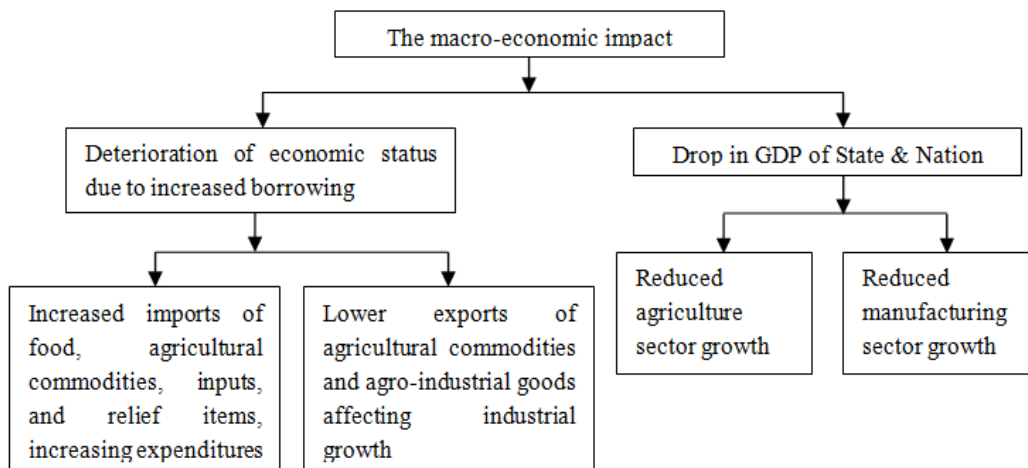 The macro-economic impact
Deterioration of economic status
due to increased borrowing
Drop in GDP of State & Nation
Increased imports of
food, agricultural
commodities, inputs,
and relief items,
increasing expenditures
Lower exports of
agricultural commodities
and agro-industrial goods
affecting industrial
growth
Reduced
agriculture
sector growth
Reduced
manufacturing
sector growth